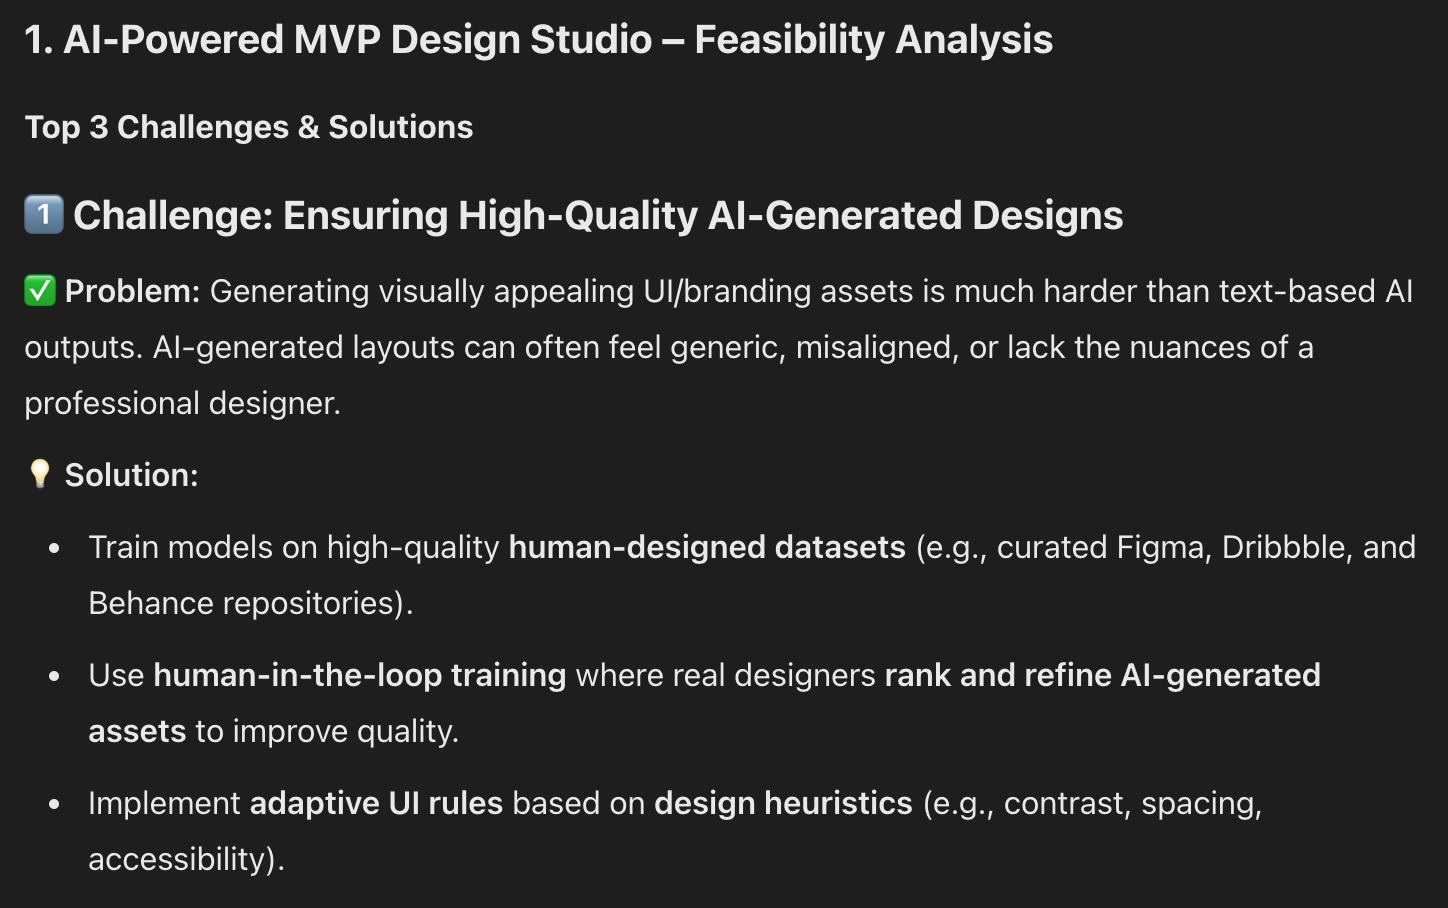 1. AI-Powered MVP Design Studio – Feasibility Analysis
Top 3 Challenges & Solutions
1️⃣ Challenge: Ensuring High-Quality AI-Generated Designs
✅ Problem: Generating visually appealing UI/branding assets is much harder than text-based AI
outputs. AI-generated layouts can often feel generic, misaligned, or lack the nuances of a
professional designer.
💡 Solution:
• Train models on high-quality human-designed datasets (e.g., curated Figma, Dribbble, and
Behance repositories).
• Use human-in-the-loop training where real designers rank and refine AI-generated
assets to improve quality.
• Implement adaptive UI rules based on design heuristics (e.g., contrast, spacing,
accessibility).